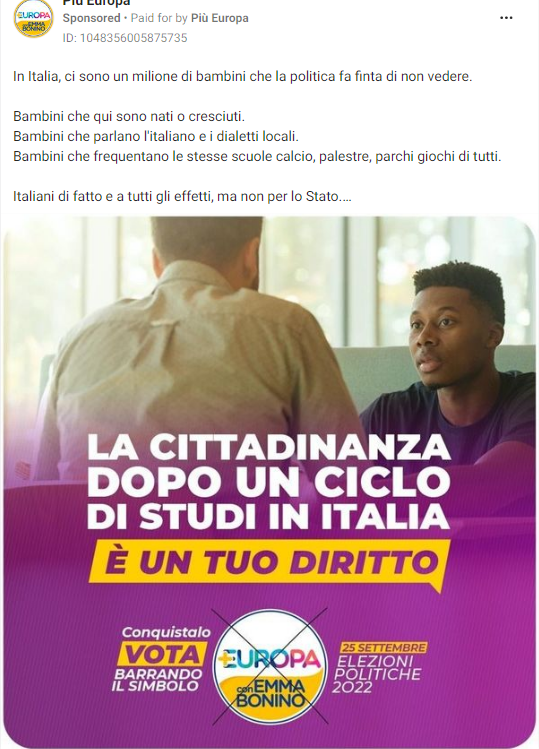 Più Europa
Sponsored • Paid for by Più Europa
ID: 1048356005875735
In Italia, ci sono un milione di bambini che la politica fa finta di non vedere.
Bambini che qui sono nati o cresciuti.
Bambini che parlano l'italiano e i dialetti locali.
Bambini che frequentano le stesse scuole calcio, palestre, parchi giochi di tutti.
Italiani di fatto e a tutti gli effetti, ma non per lo Stato....
LA CITTADINANZA
DOPO UN CICLO
DI STUDI IN ITALIA
È UN TUO DIRITTO
Conquistalo
VOTA
BARRANDO
IL SIMBOLO
+EUROPA
con EMMA
BONINO
25 SETTEMBRE
ELEZIONI
POLITICHE
2022